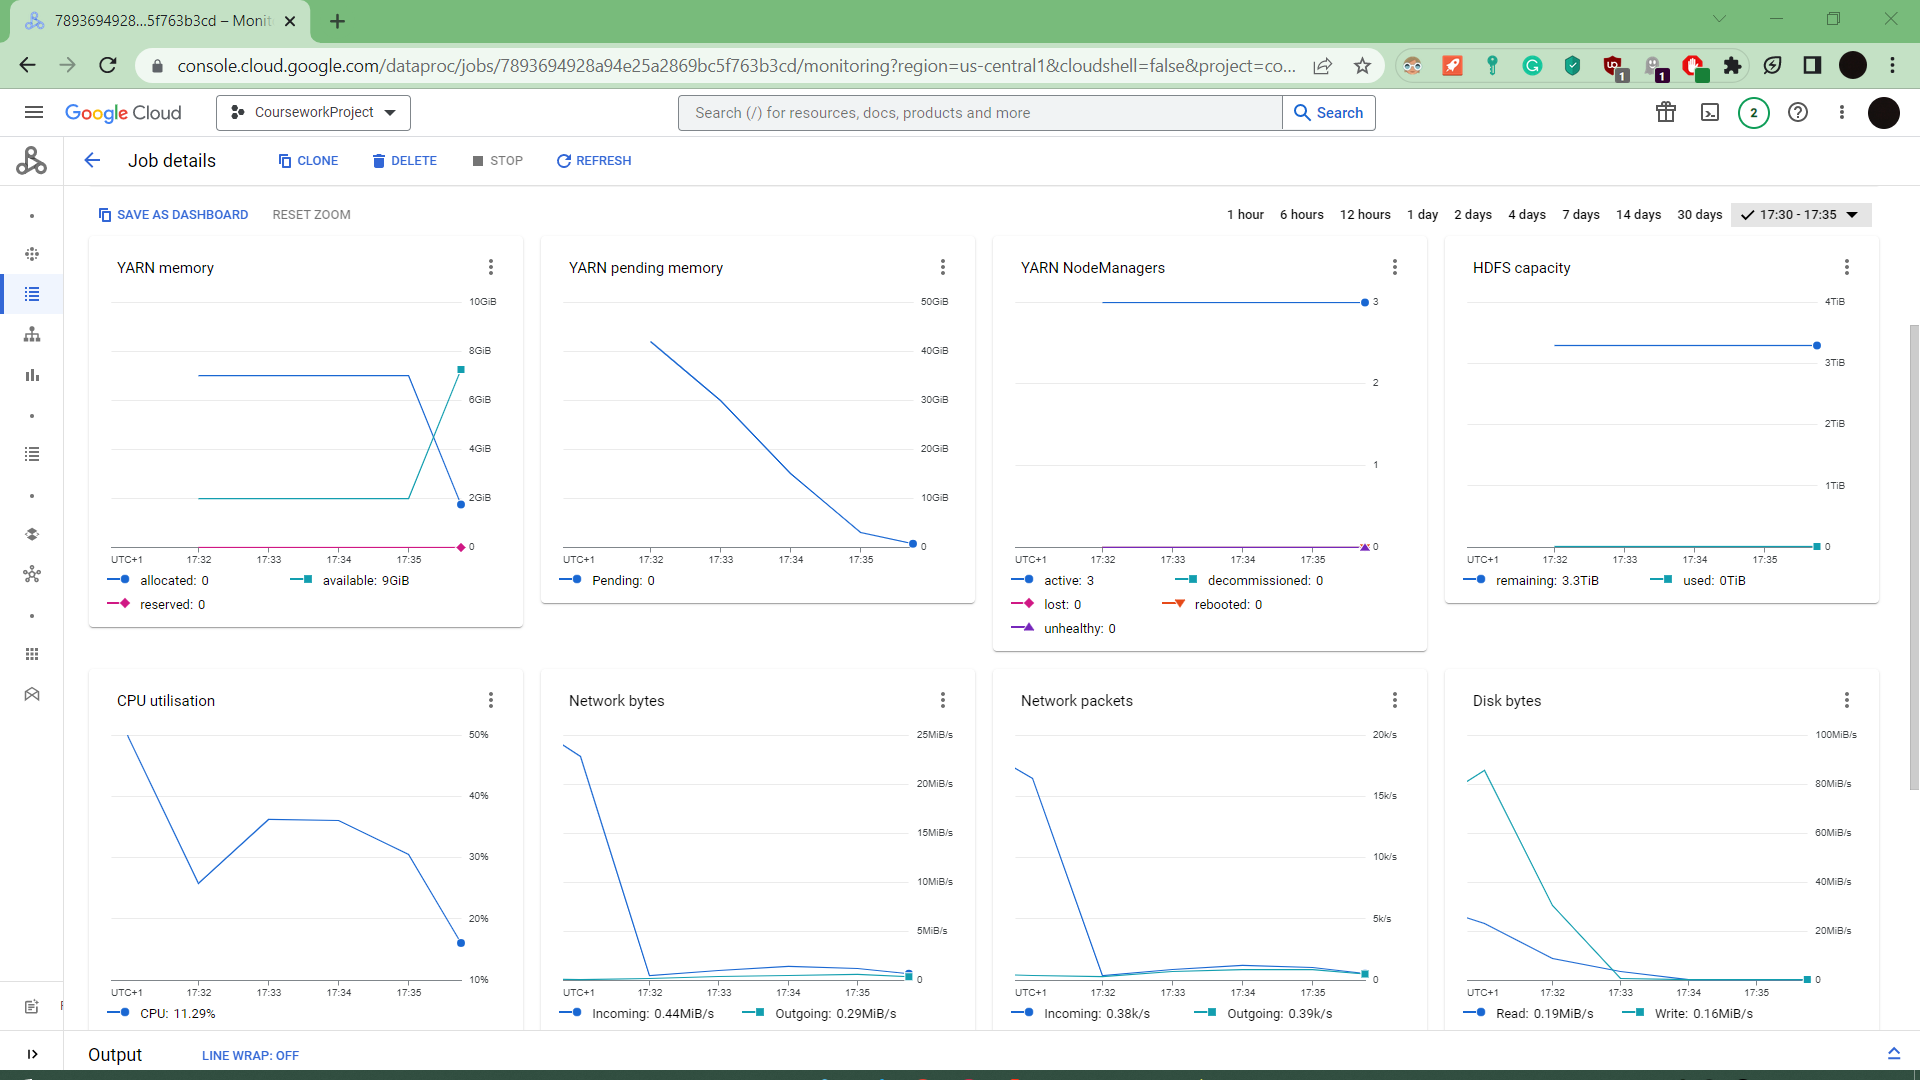 7893694928...5f763b3cd – Monit
console.cloud.google.com/dataproc/jobs/7893694928a94e25a2869bc5f763b3cd/monitoring?region=us-central1&cloudshell=false&project=co...
1 1
Google Cloud CourseworkProject Search (/) for resources, docs, products and more Search 2
Job details CLONE DELETE STOP REFRESH
SAVE AS DASHBOARD RESET ZOOM 1 hour 6 hours 12 hours 1 day 2 days 4 days 7 days 14 days 30 days 17:30 - 17:35
YARN memory
10GiB
8GiB
6GiB
4GiB
2GiB
0
UTC+1 17:32 17:33 17:34 17:35
allocated: 0 available: 9GiB
reserved: 0
YARN pending memory
50GiB
40GiB
30GiB
20GiB
10GiB
0
UTC+1 17:32 17:33 17:34 17:35
Pending: 0
YARN NodeManagers
3
2
1
0
UTC+1 17:32 17:33 17:34 17:35
active: 3 decommissioned: 0
lost: 0 rebooted: 0
unhealthy: 0
HDFS capacity
4TiB
3TiB
2TiB
1TiB
0
UTC+1 17:32 17:33 17:34 17:35
remaining: 3.3TiB used: 0TiB
CPU utilisation
50%
40%
30%
20%
10%
UTC+1 17:32 17:33 17:34 17:35
CPU: 11.29%
Network bytes
25MiB/s
20MiB/s
15MiB/s
10MiB/s
5MiB/s
0
UTC+1 17:32 17:33 17:34 17:35
Incoming: 0.44MiB/s Outgoing: 0.29MiB/s
Network packets
20k/s
15k/s
10k/s
5k/s
0
UTC+1 17:32 17:33 17:34 17:35
Incoming: 0.38k/s Outgoing: 0.39k/s
Disk bytes
100MiB/s
80MiB/s
60MiB/s
40MiB/s
20MiB/s
0
UTC+1 17:32 17:33 17:34 17:35
Read: 0.19MiB/s Write: 0.16MiB/s
Output LINE WRAP: OFF